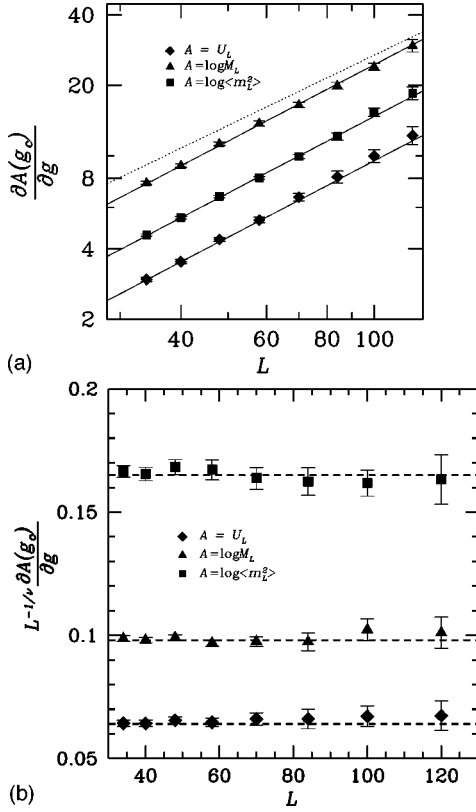 40
20
8
4
2
∂A(g_c)
∂g
◆ A = U_L
▲ A=logM_L
■ A=log<m_L^2>
40 60 80 100
L
(a)
0.2
0.15
0.1
0.05
L^{-1/ν} ∂A(g_c)
∂g
◆ A = U_L
▲ A=logM_L
■ A=log<m_L^2>
40 60 80 100 120
L
(b)